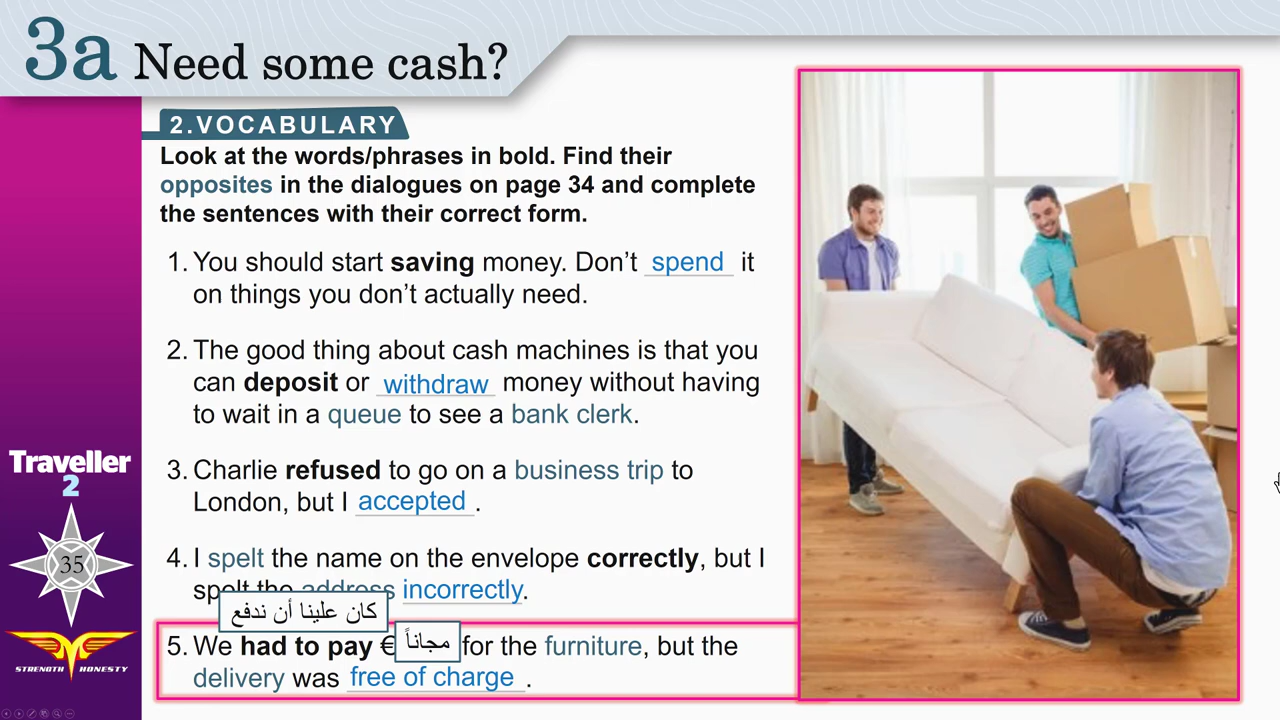 3a Need some cash?
2.VOCABULARY
Look at the words/phrases in bold. Find their
opposites in the dialogues on page 34 and complete
the sentences with their correct form.
1. You should start saving money. Don't spend it
on things you don't actually need.
2. The good thing about cash machines is that you
can deposit or withdraw money without having
to wait in a queue to see a bank clerk.
3. Charlie refused to go on a business trip to
London, but I accepted.
4. I spelt the name on the envelope correctly, but I
spelt the address incorrectly.
كان علينا أن ندفع
5. We had to pay € مجاناً for the furniture, but the
delivery was free of charge.
Traveller
2
35
STRENGTH HONESTY